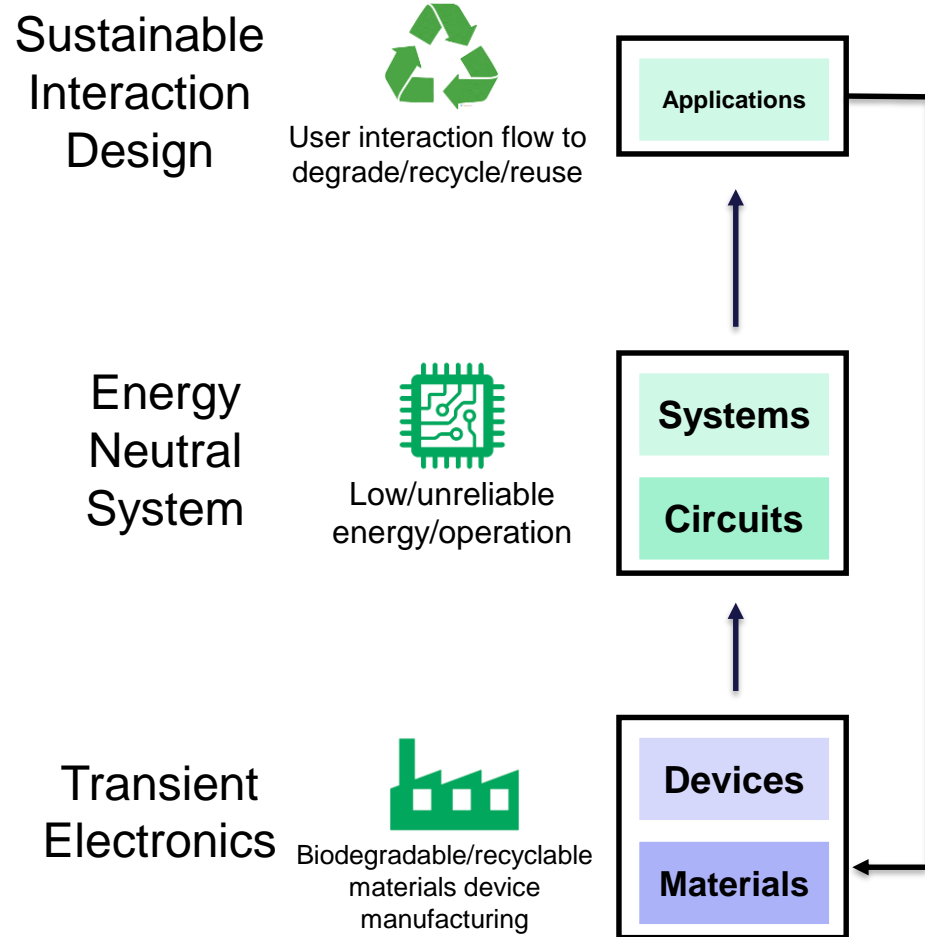 Sustainable
Interaction
Design
User interaction flow to
degrade/recycle/reuse
Applications
Energy
Neutral
System
Low/unreliable
energy/operation
Systems
Circuits
Transient
Electronics
Biodegradable/recyclable
materials device
manufacturing
Devices
Materials